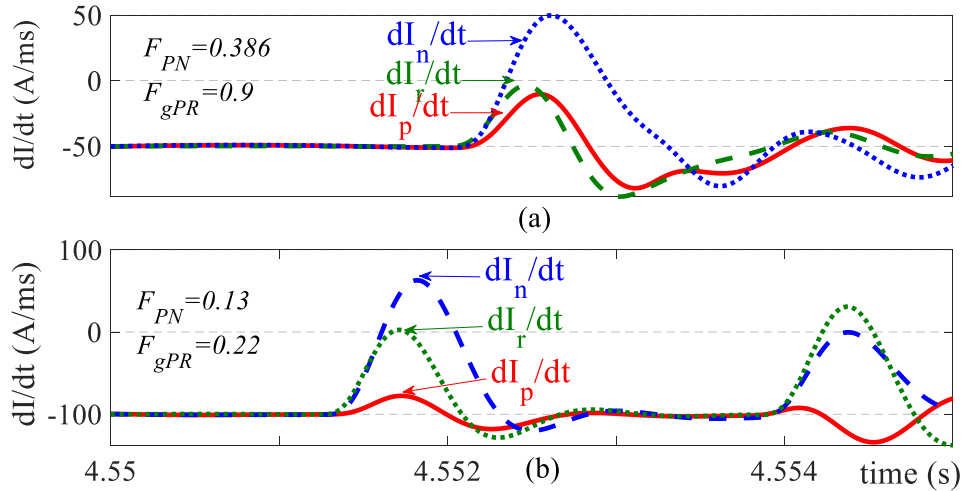 50
0
-50
dI/dt (A/ms)
F_PN=0.386
F_gPR=0.9
dI_n/dt
dI_r/dt
dI_p/dt
(a)
100
0
-100
dI/dt (A/ms)
F_PN=0.13
F_gPR=0.22
dI_n/dt
dI_r/dt
dI_p/dt
4.55
4.552
(b)
4.554
time (s)